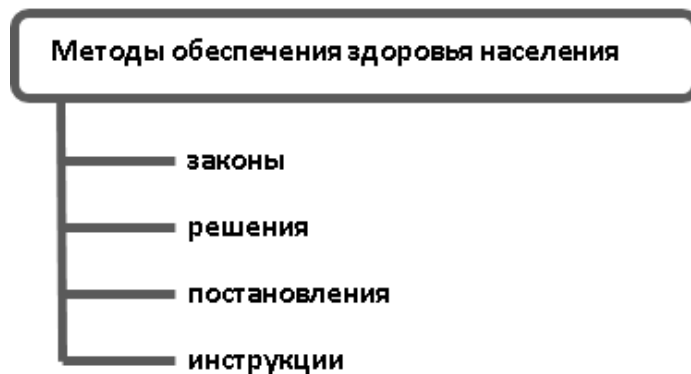 Методы обеспечения здоровья населения
законы
решения
постановления
инструкции